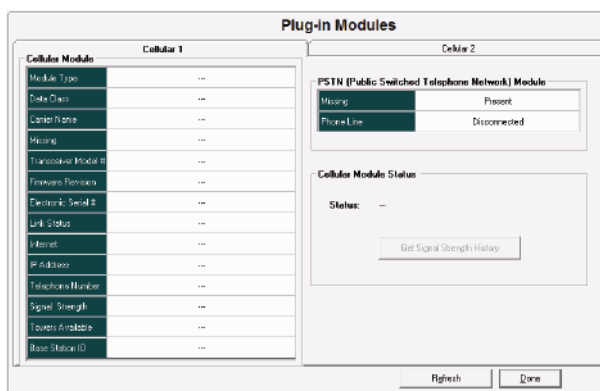 Plug-in Modules
Cellular 1
Cellular 2
Cellular Module
Module Type ---
Data Class ---
Carrier Name ---
Missing ---
Transceiver Model # ---
Firmware Revision ---
Electronic Serial # ---
Link Status ---
Internet ---
IP Address ---
Telephone Number ---
Signal Strength ---
Towers Available ---
Base Station ID ---
PSTN (Public Switched Telephone Network) Module
Missing Present
Phone Line Disconnected
Cellular Module Status
Status: ---
Get Signal Strength History
Refresh
Done